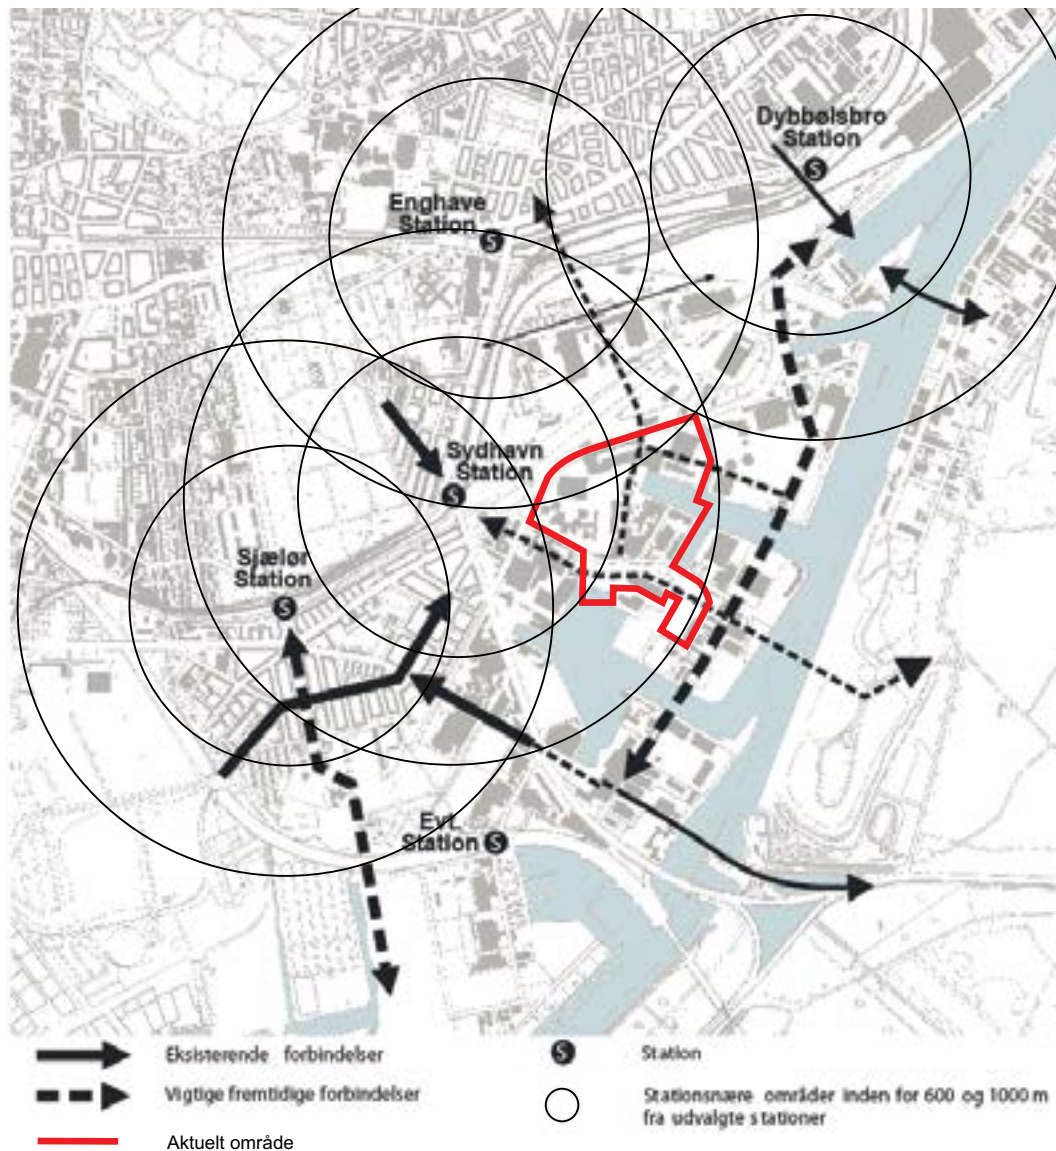 Dybbølsbro
Station
S
Enghave
Station
S
Sydhavn
Station
S
Sjælør
Station
S
Evt.
Station
S
Eksisterende forbindelser
Vigtige fremtidige forbindelser
Aktuelt område
S
Station
Stationsnære områder inden for 600 og 1000 m
fra udvalgte stationer